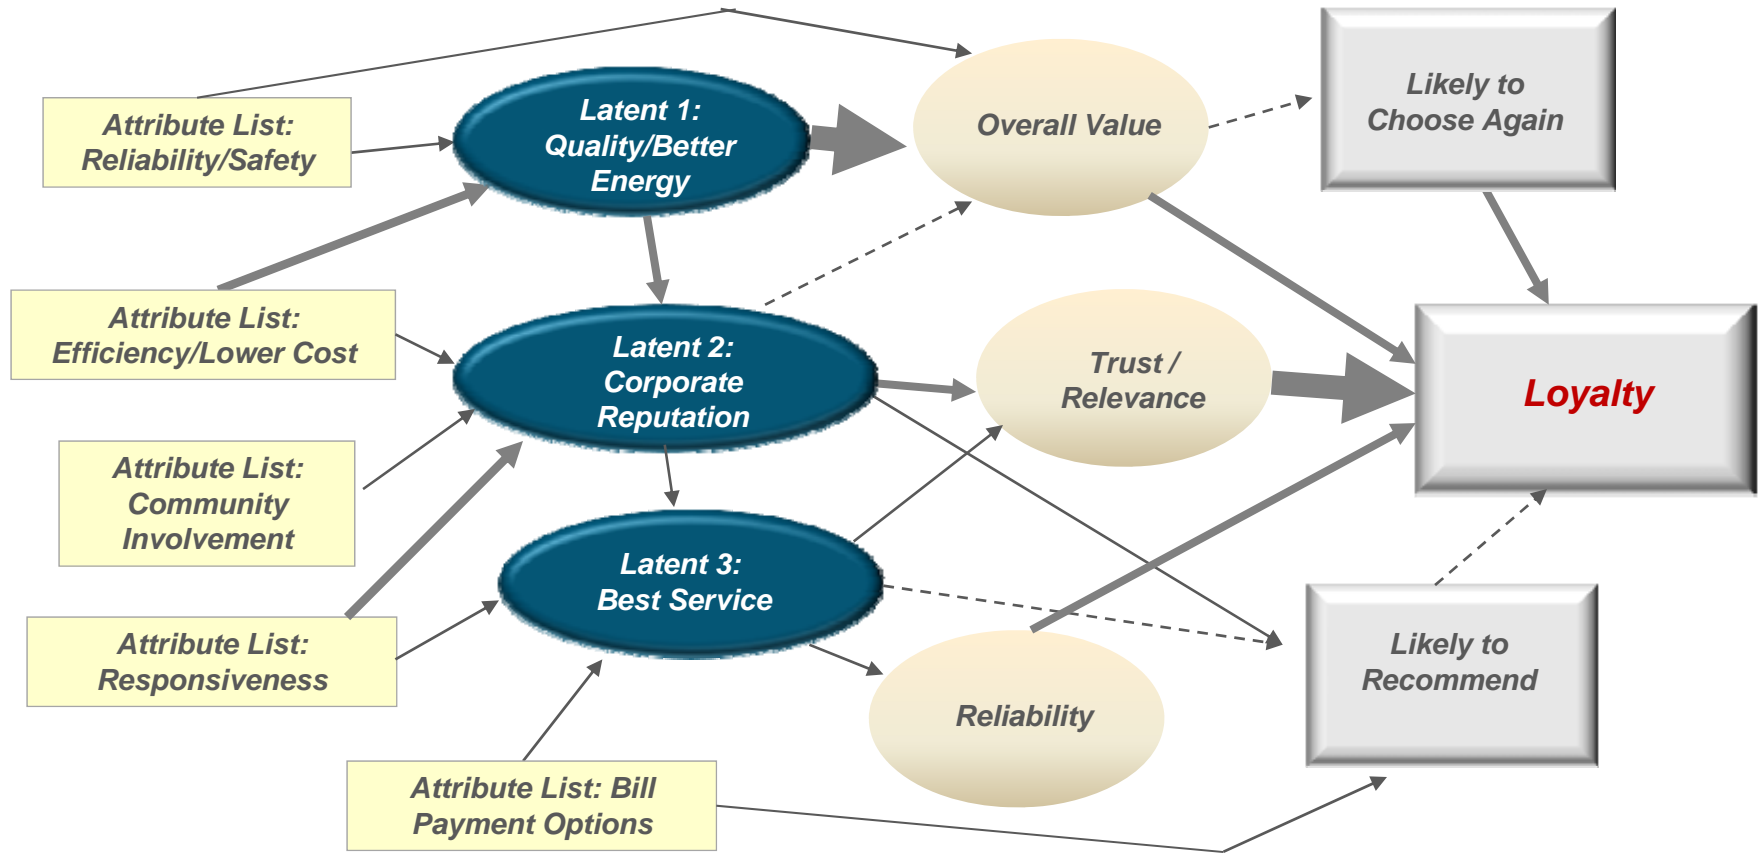 Attribute List:
Reliability/Safety
Latent 1:
Quality/Better
Energy
Overall Value
Likely to
Choose Again
Attribute List:
Efficiency/Lower Cost
Latent 2:
Corporate
Reputation
Trust /
Relevance
Loyalty
Attribute List:
Community
Involvement
Latent 3:
Best Service
Attribute List:
Responsiveness
Reliability
Likely to
Recommend
Attribute List: Bill
Payment Options